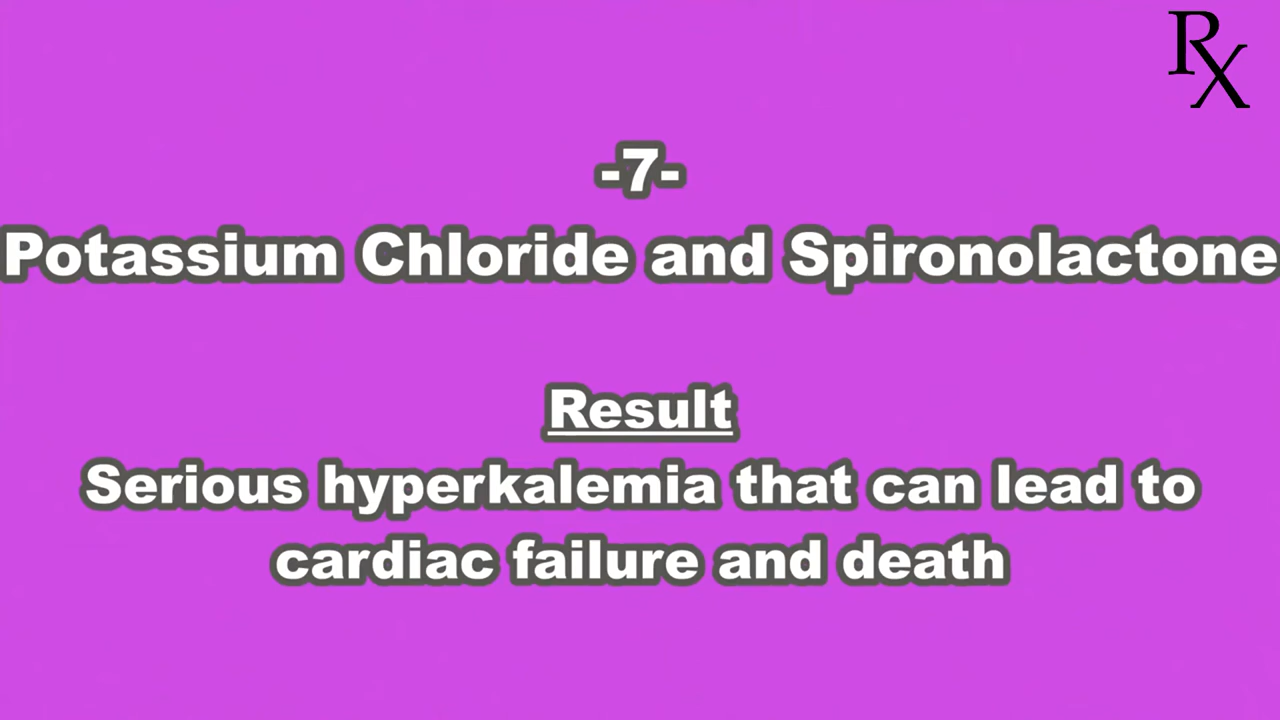 Rx
-7-
Potassium Chloride and Spironolactone
Result
Serious hyperkalemia that can lead to
cardiac failure and death